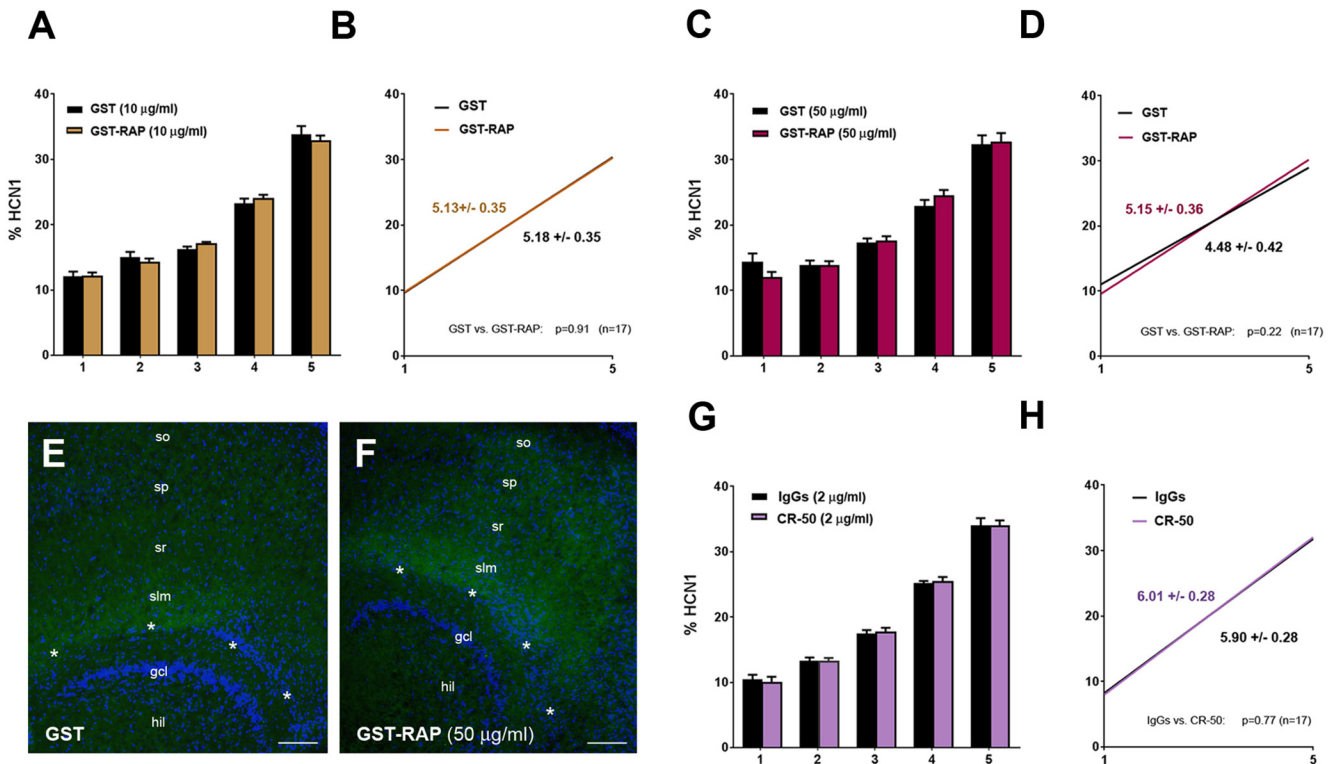 A
B
C
D
GST (10 µg/ml)
GST-RAP (10 µg/ml)
% HCN1
40
30
20
10
0
1
2
3
4
5
GST
GST-RAP
40
30
20
10
0
5.13+/- 0.35
5.18 +/- 0.35
GST vs. GST-RAP: p=0.91 (n=17)
1
5
GST (50 µg/ml)
GST-RAP (50 µg/ml)
% HCN1
40
30
20
10
0
1
2
3
4
5
GST
GST-RAP
40
30
20
10
0
5.15 +/- 0.36
4.48 +/- 0.42
GST vs. GST-RAP: p=0.22 (n=17)
1
5
E
so
sp
sr
slm
*
*
*
gcl
*
hil
GST
F
so
sp
sr
slm
*
*
gcl
*
hil
*
GST-RAP (50 µg/ml)
G
H
IgGs (2 µg/ml)
CR-50 (2 µg/ml)
% HCN1
40
30
20
10
0
1
2
3
4
5
IgGs
CR-50
40
30
20
10
0
6.01 +/- 0.28
5.90 +/- 0.28
IgGs vs. CR-50: p=0.77 (n=17)
1
5